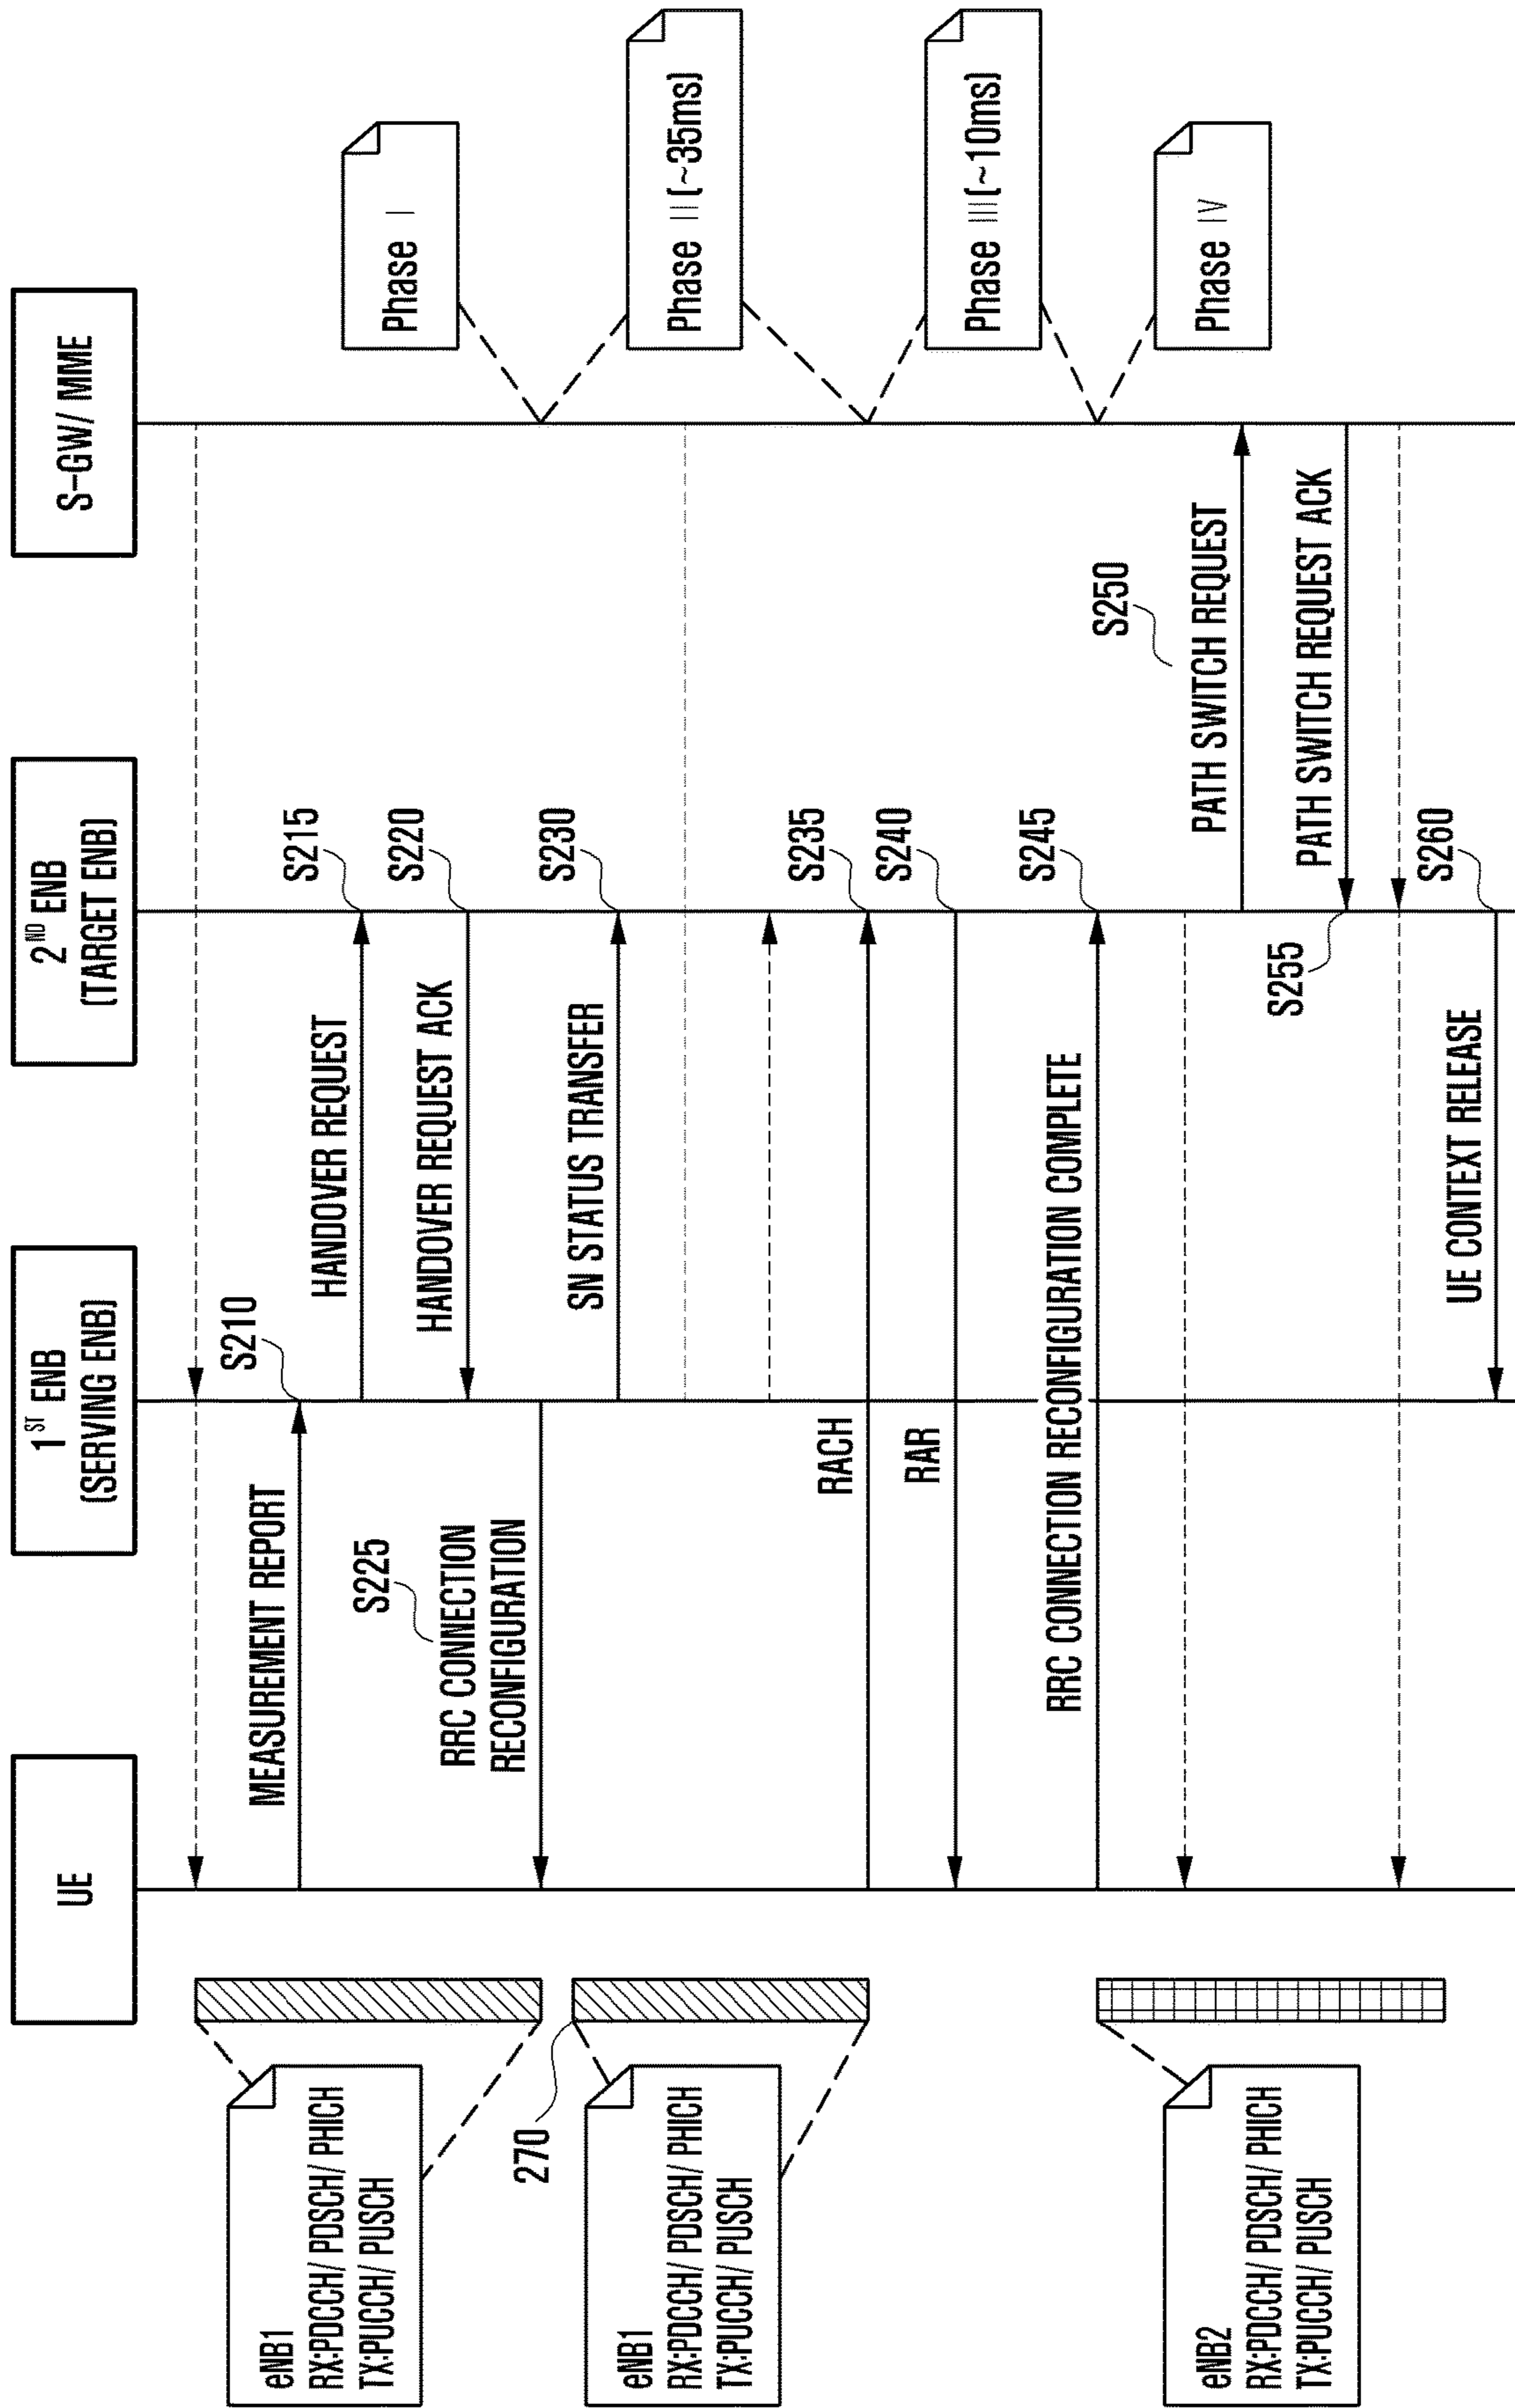 UE
1ST ENB
(SERVING ENB)
2ND ENB
(TARGET ENB)
S-GW/ MME
eNB1
RX:PDCCH/ PDSCH/ PHICH
TX:PUCCH/ PUSCH
S210
MEASUREMENT REPORT
S215
HANDOVER REQUEST
Phase I
S220
HANDOVER REQUEST ACK
S225
RRC CONNECTION
RECONFIGURATION
270
S230
SN STATUS TRANSFER
Phase II(~35ms)
eNB1
RX:PDCCH/ PDSCH/ PHICH
TX:PUCCH/ PUSCH
S235
RACH
S240
RAR
Phase III(~10ms)
S245
RRC CONNECTION RECONFIGURATION COMPLETE
S250
PATH SWITCH REQUEST
Phase IV
eNB2
RX:PDCCH/ PDSCH/ PHICH
TX:PUCCH/ PUSCH
S255
PATH SWITCH REQUEST ACK
S260
UE CONTEXT RELEASE